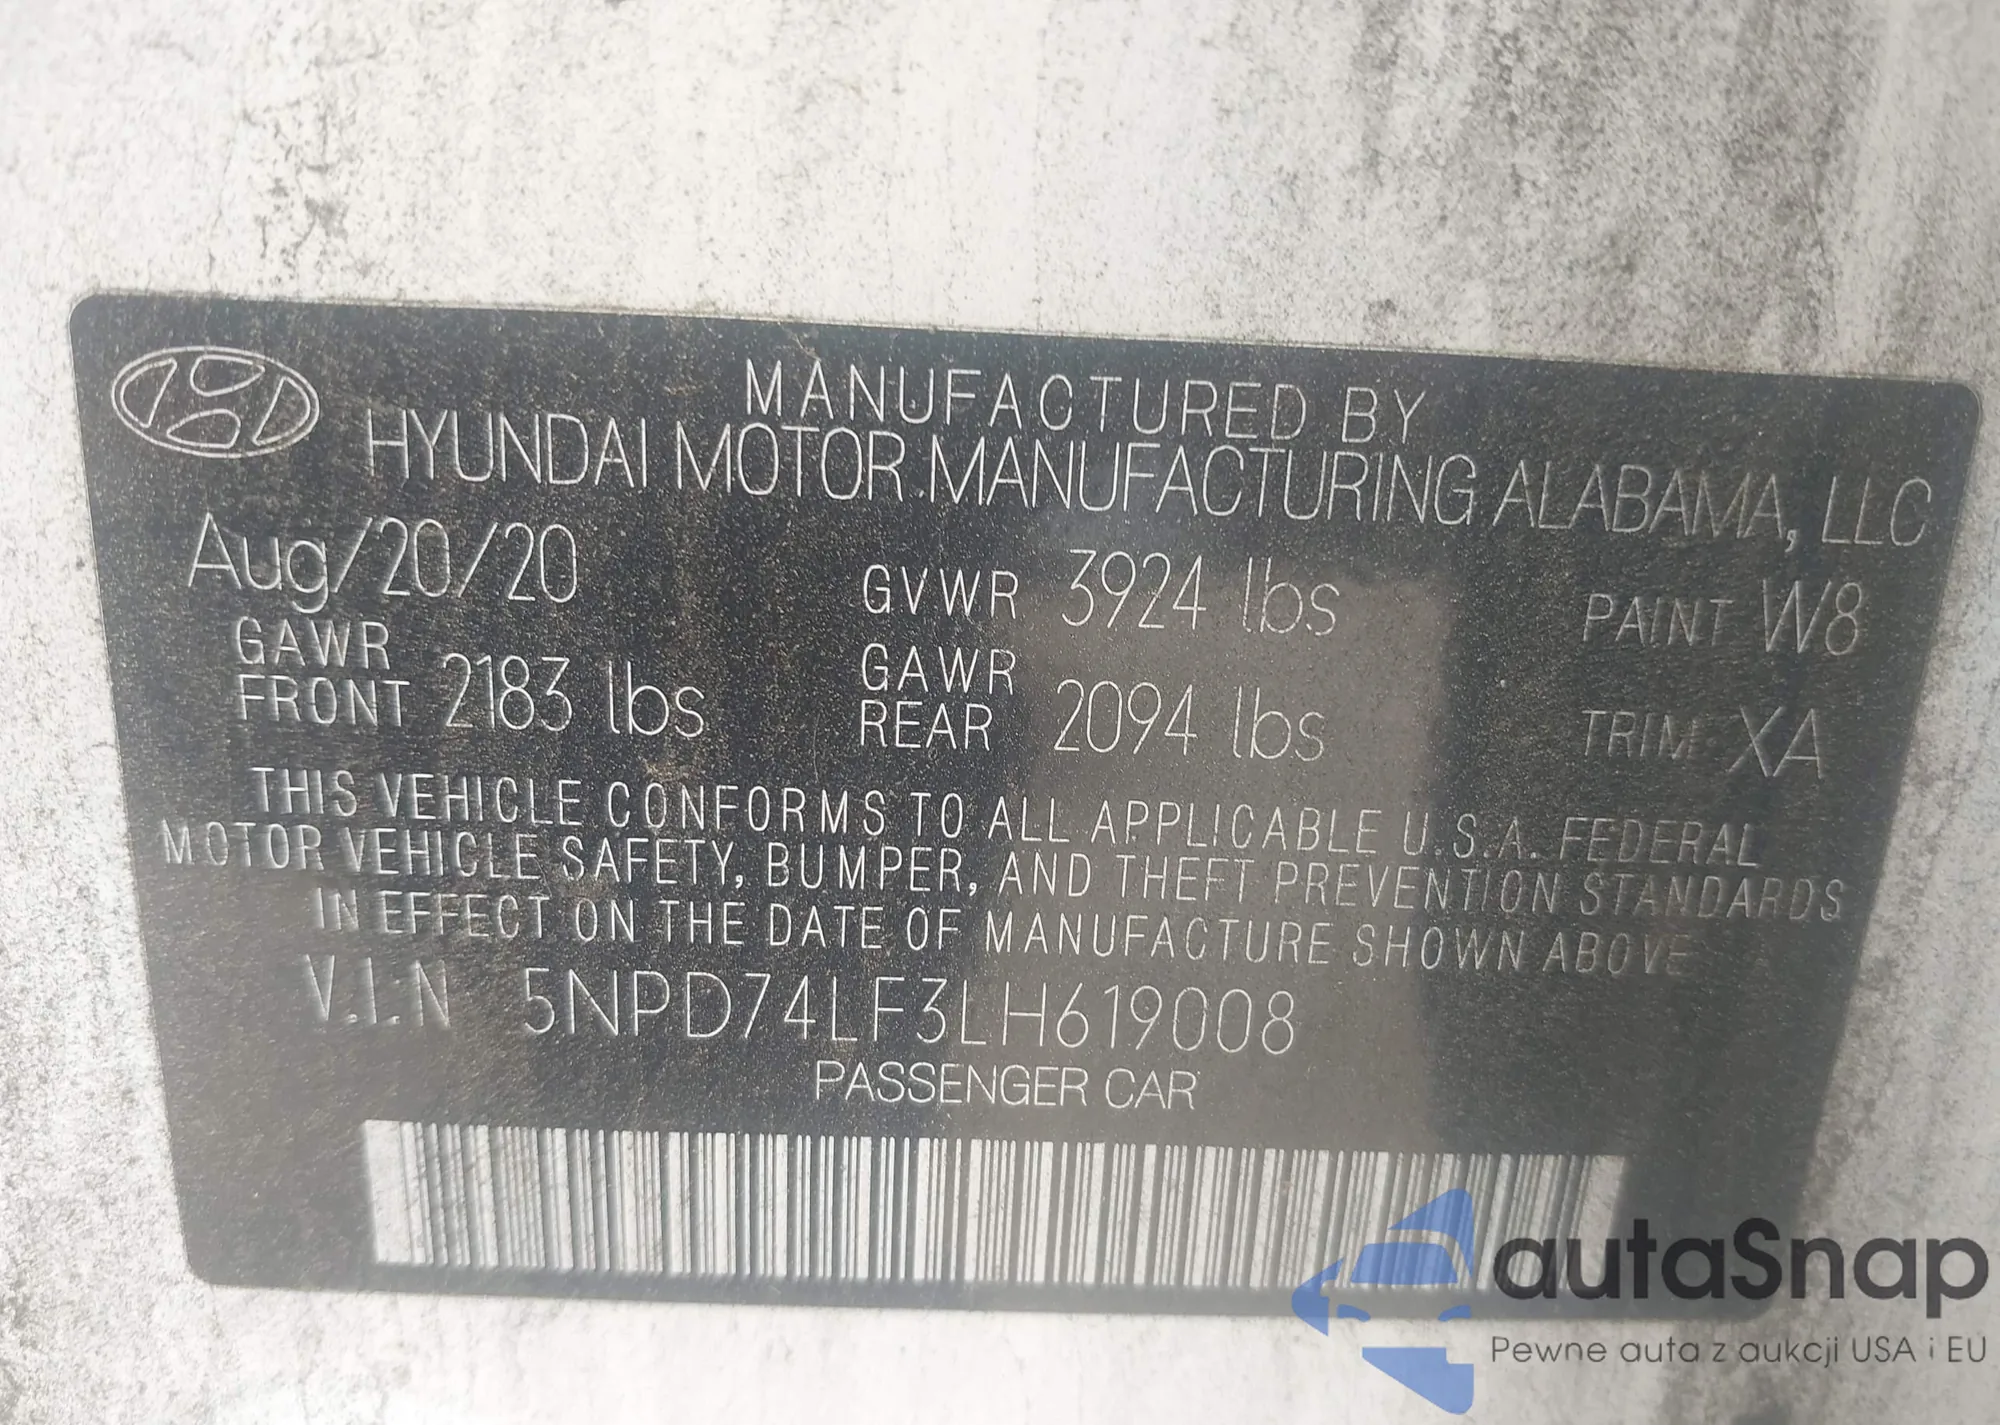 MANUFACTURED BY
HYUNDAI MOTOR MANUFACTURING ALABAMA, LLC
Aug/20/20 GVWR 3924 lbs PAINT W8
GAWR FRONT 2183 lbs GAWR REAR 2094 lbs TRIM XA
THIS VEHICLE CONFORMS TO ALL APPLICABLE U.S.A. FEDERAL
MOTOR VEHICLE SAFETY, BUMPER, AND THEFT PREVENTION STANDARDS
IN EFFECT ON THE DATE OF MANUFACTURE SHOWN ABOVE
V.I.N 5NPD74LF3LH619008
PASSENGER CAR
autaSnap
Pewne auta z aukcji USA i EU